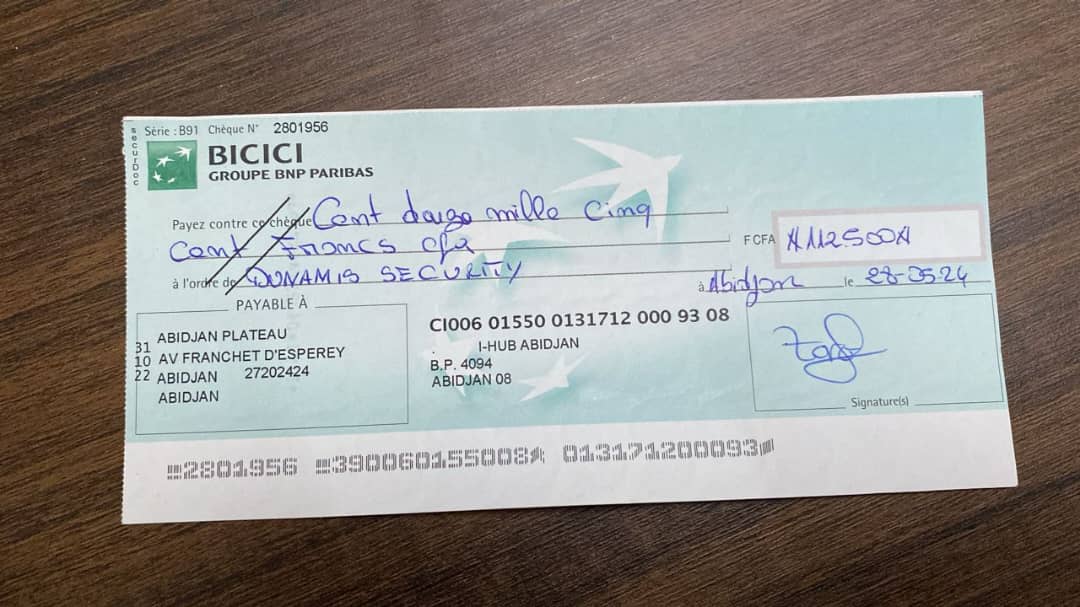 securDoc
Série : B91 Chèque N° 2801956
BICICI
GROUPE BNP PARIBAS
Payez contre ce chèque Cent douze mille cinq
Cent Francs cfa
FCFA #112500#
à l'ordre de DUNAMIS SECURITY
à Abidjan le 28-05-24
PAYABLE À
31 ABIDJAN PLATEAU
10 AV FRANCHET D'ESPEREY
22 ABIDJAN 27202424
ABIDJAN
CI006 01550 0131712 000 93 08
I-HUB ABIDJAN
B.P. 4094
ABIDJAN 08
Signature(s)
2801956 390060155008 013171200093